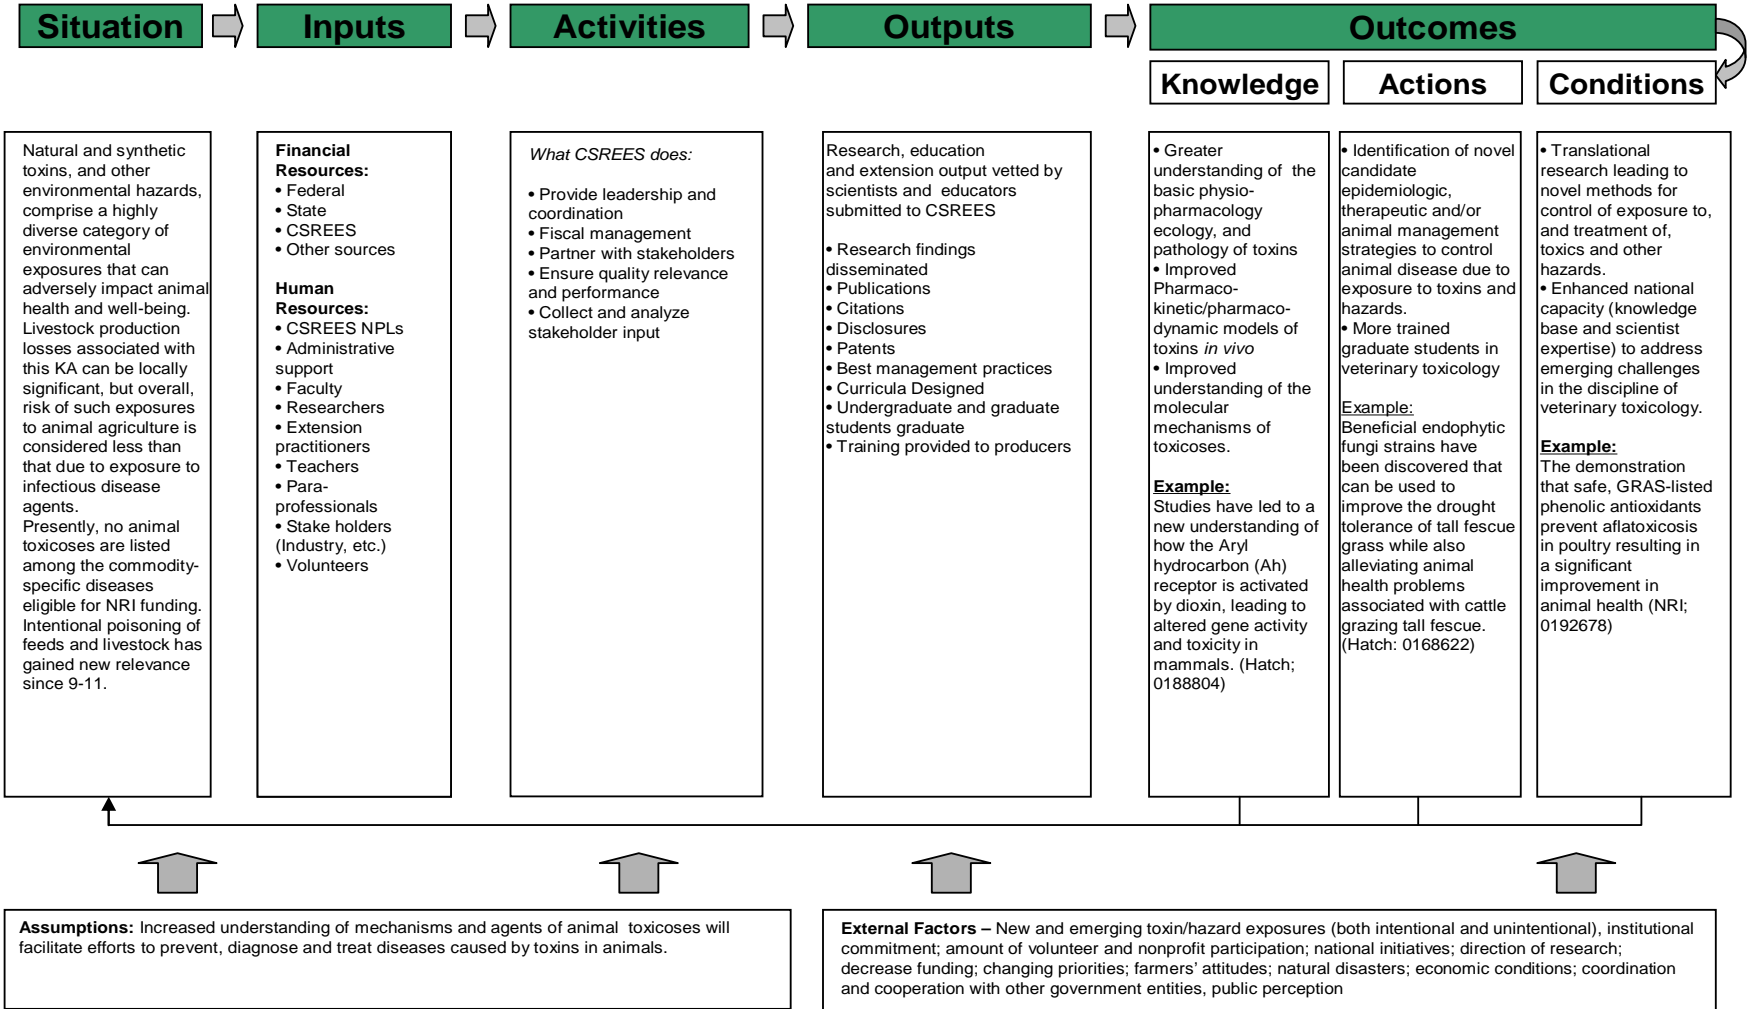 Situation
Inputs
Activities
Outputs
Outcomes
Knowledge
Actions
Conditions
Natural and synthetic
toxins, and other
environmental hazards,
comprise a highly
diverse category of
environmental
exposures that can
adversely impact animal
health and well-being.
Livestock production
losses associated with
this KA can be locally
significant, but overall,
risk of such exposures
to animal agriculture is
considered less than
that due to exposure to
infectious disease
agents.
Presently, no animal
toxicoses are listed
among the commodity-
specific diseases
eligible for NRI funding.
Intentional poisoning of
feeds and livestock has
gained new relevance
since 9-11.
Financial
Resources:
• Federal
• State
• CSREES
• Other sources
Human
Resources:
• CSREES NPLs
• Administrative
support
• Faculty
• Researchers
• Extension
practitioners
• Teachers
• Para-
professionals
• Stake holders
(Industry, etc.)
• Volunteers
What CSREES does:
• Provide leadership and
coordination
• Fiscal management
• Partner with stakeholders
• Ensure quality relevance
and performance
• Collect and analyze
stakeholder input
Research, education
and extension output vetted by
scientists and educators
submitted to CSREES
• Research findings
disseminated
• Publications
• Citations
• Disclosures
• Patents
• Best management practices
• Curricula Designed
• Undergraduate and graduate
students graduate
• Training provided to producers
• Greater
understanding of the
basic physio-
pharmacology
ecology, and
pathology of toxins
• Improved
Pharmaco-
kinetic/pharmaco-
dynamic models of
toxins in vivo
• Improved
understanding of the
molecular
mechanisms of
toxicoses.
Example:
Studies have led to a
new understanding of
how the Aryl
hydrocarbon (Ah)
receptor is activated
by dioxin, leading to
altered gene activity
and toxicity in
mammals. (Hatch;
0188804)
• Identification of novel
candidate
epidemiologic,
therapeutic and/or
animal management
strategies to control
animal disease due to
exposure to toxins and
hazards.
• More trained
graduate students in
veterinary toxicology
Example:
Beneficial endophytic
fungi strains have
been discovered that
can be used to
improve the drought
tolerance of tall fescue
grass while also
alleviating animal
health problems
associated with cattle
grazing tall fescue.
(Hatch: 0168622)
• Translational
research leading to
novel methods for
control of exposure to,
and treatment of,
toxics and other
hazards.
• Enhanced national
capacity (knowledge
base and scientist
expertise) to address
emerging challenges
in the discipline of
veterinary toxicology.
Example:
The demonstration
that safe, GRAS-listed
phenolic antioxidants
prevent aflatoxicosis
in poultry resulting in
a significant
improvement in
animal health (NRI;
0192678)
Assumptions: Increased understanding of mechanisms and agents of animal toxicoses will
facilitate efforts to prevent, diagnose and treat diseases caused by toxins in animals.
External Factors – New and emerging toxin/hazard exposures (both intentional and unintentional), institutional
commitment; amount of volunteer and nonprofit participation; national initiatives; direction of research;
decrease funding; changing priorities; farmers’ attitudes; natural disasters; economic conditions; coordination
and cooperation with other government entities, public perception